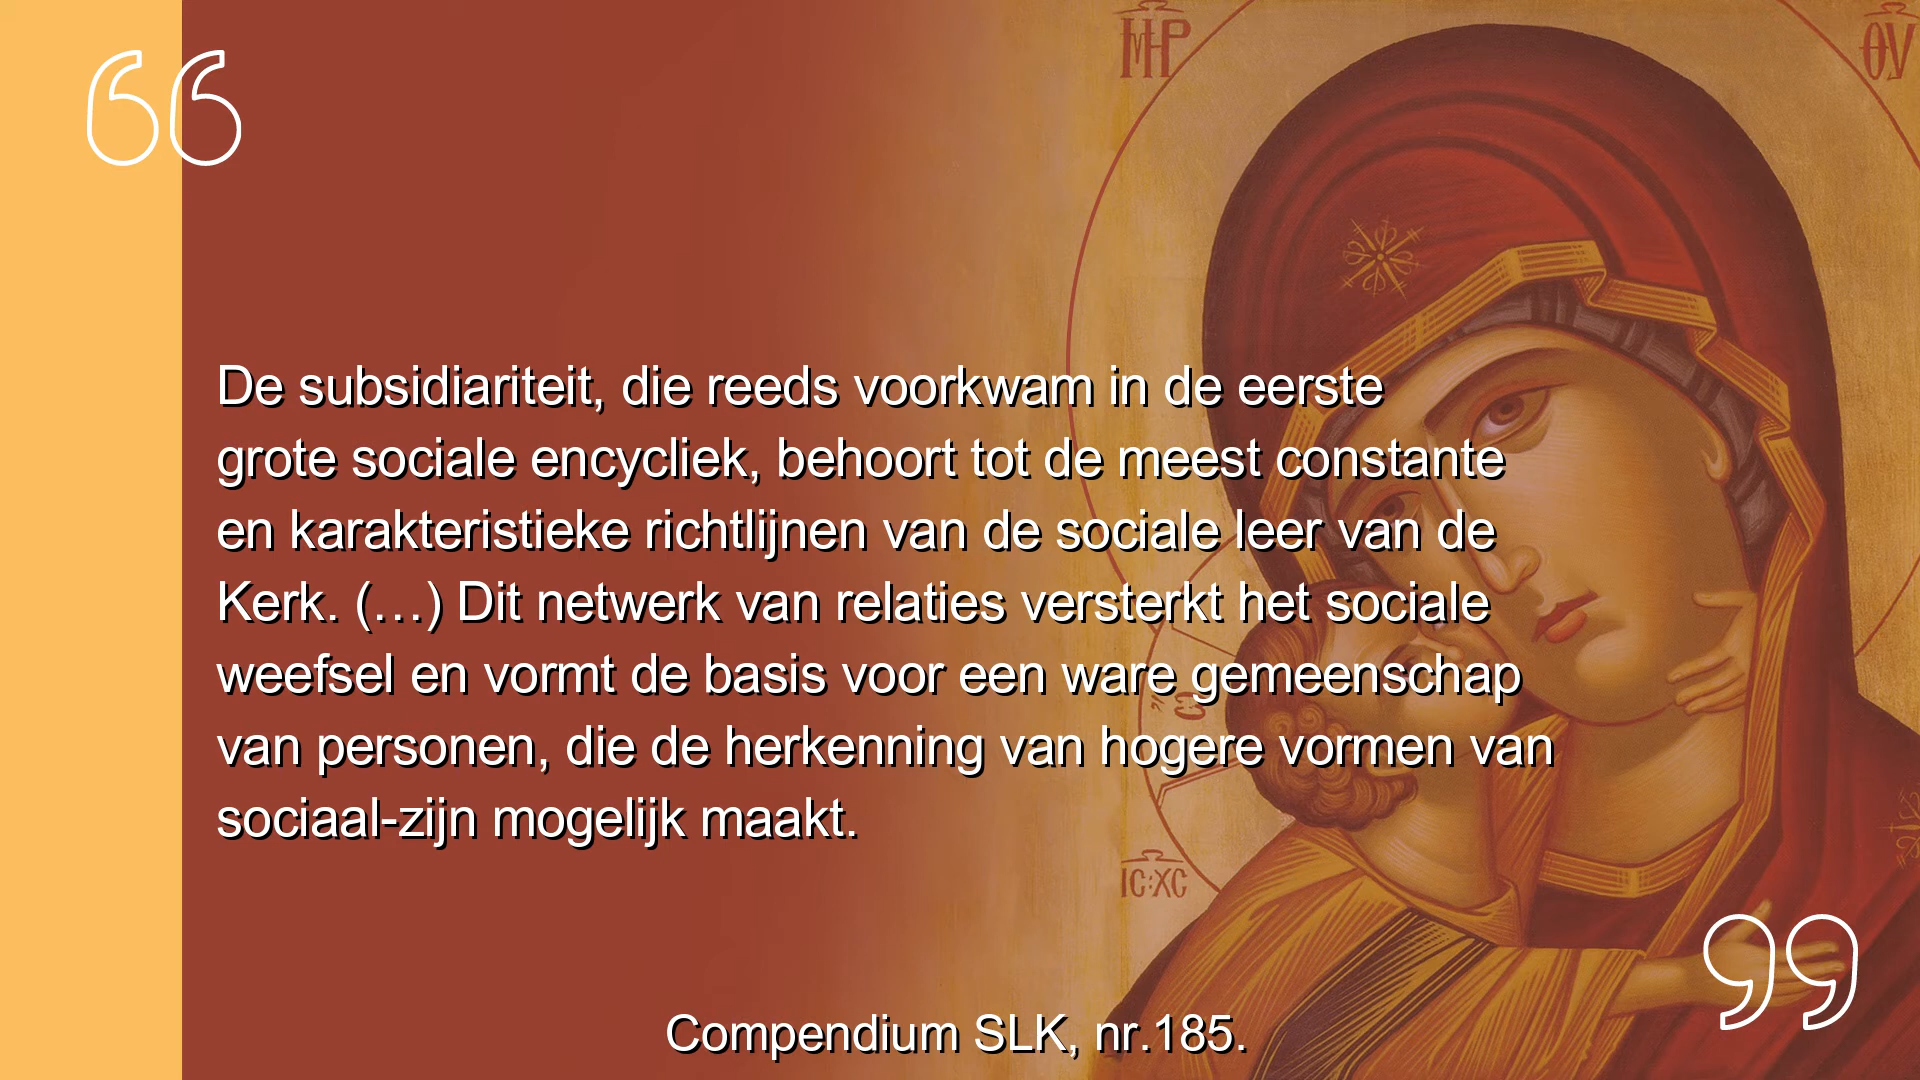 ΜΗΡ
ΘΥ
De subsidiariteit, die reeds voorkwam in de eerste
grote sociale encycliek, behoort tot de meest constante
en karakteristieke richtlijnen van de sociale leer van de
Kerk. (…) Dit netwerk van relaties versterkt het sociale
weefsel en vormt de basis voor een ware gemeenschap
van personen, die de herkenning van hogere vormen van
sociaal-zijn mogelijk maakt.
IC:XC
Compendium SLK, nr.185.